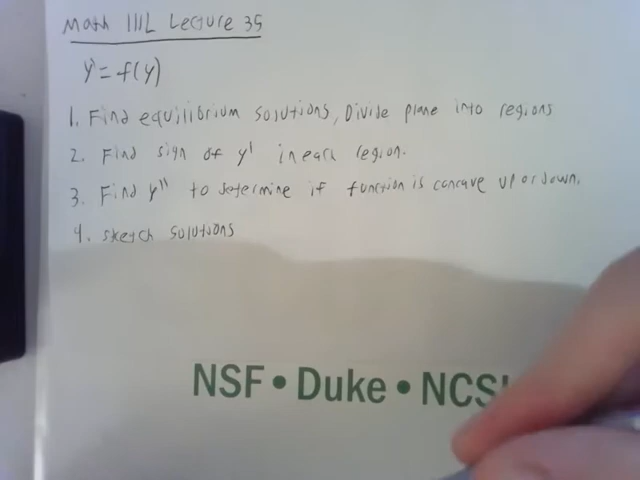 Math 111L Lecture 35
y' = f(y)
1. Find equilibrium solutions, Divide plane into regions
2. Find sign of y' in each region.
3. Find y'' to determine if function is concave up or down.
4. sketch solutions
NSF • Duke • NCS